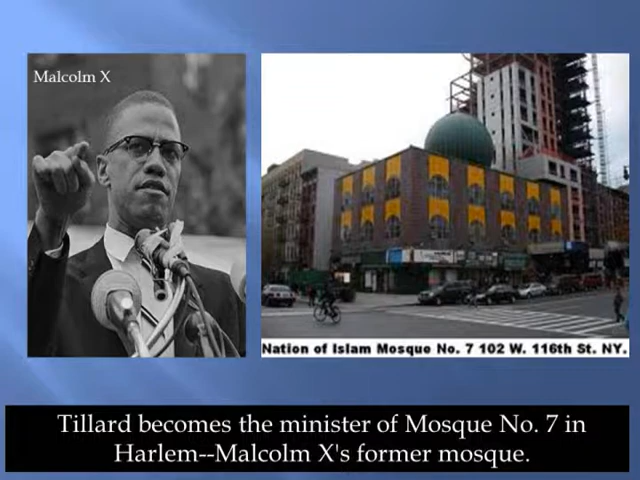 Malcolm X
Nation of Islam Mosque No. 7 102 W. 116th St. NY.
Tillard becomes the minister of Mosque No. 7 in
Harlem--Malcolm X's former mosque.